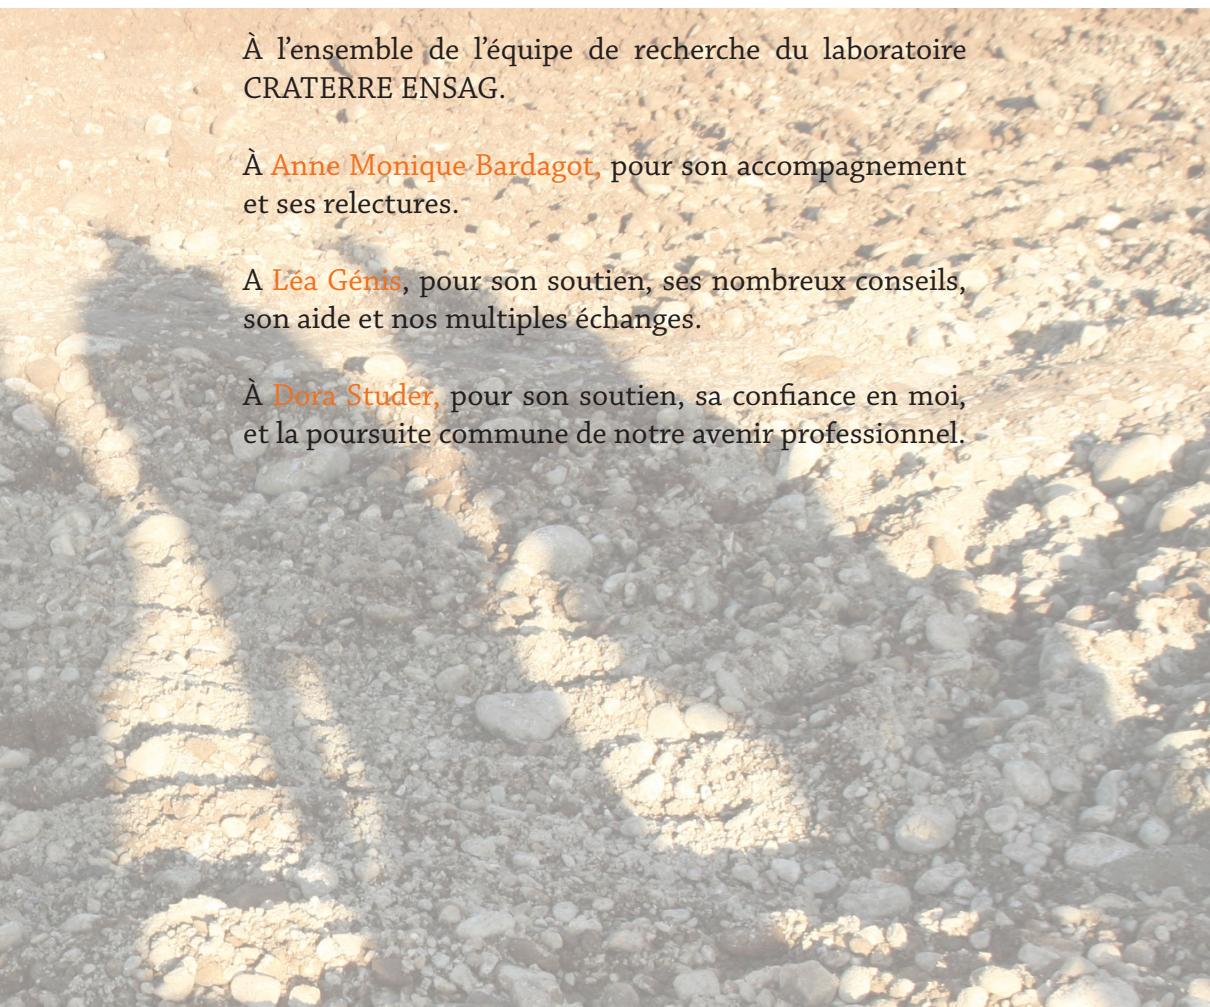 À l’ensemble de l’équipe de recherche du laboratoire
CRATERRE ENSAG.
À Anne Monique Bardagot, pour son accompagnement
et ses relectures.
A Léa Génis, pour son soutien, ses nombreux conseils,
son aide et nos multiples échanges.
À Dora Studer, pour son soutien, sa confiance en moi,
et la poursuite commune de notre avenir professionnel.